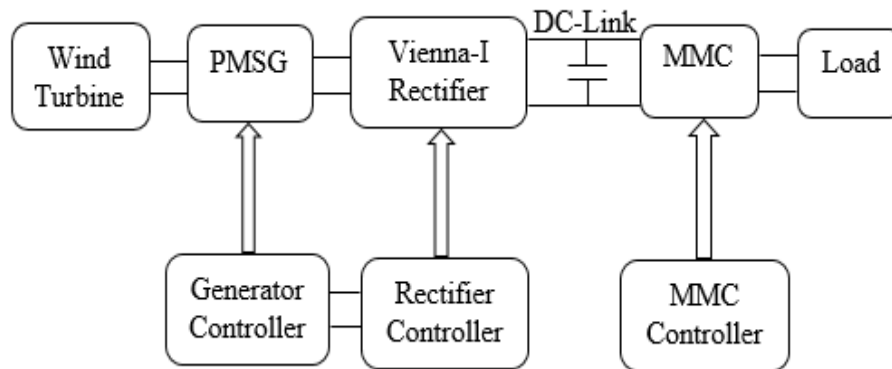 DC-Link
Wind
Turbine
PMSG
Vienna-I
Rectifier
MMC
Load
Generator
Controller
Rectifier
Controller
MMC
Controller